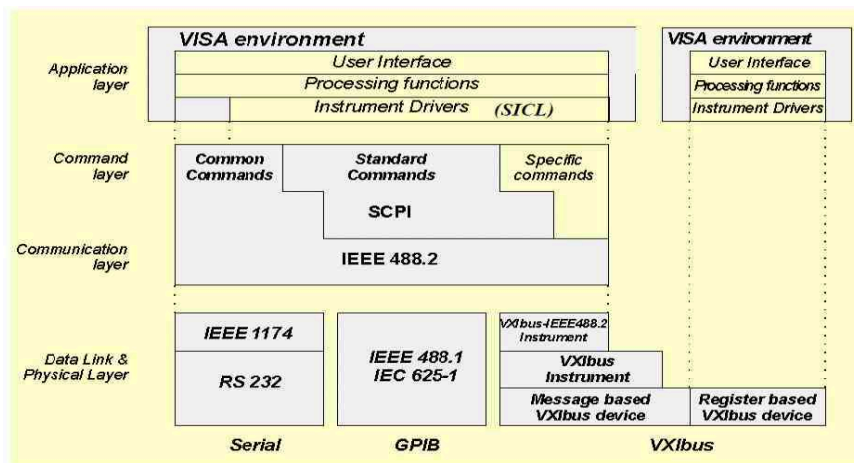 VISA environment
User Interface
Processing functions
Instrument Drivers (SICL)
VISA environment
User Interface
Processing functions
Instrument Drivers
Application
layer
Command
layer
Common
Commands
Standard
Commands
Specific
commands
SCPI
Communication
layer
IEEE 488.2
Data Link &
Physical Layer
IEEE 1174
RS 232
IEEE 488.1
IEC 625-1
VXIbus-IEEE488.2
Instrument
VXIbus
Instrument
Message based
VXIbus device
Register based
VXIbus device
Serial
GPIB
VXIbus